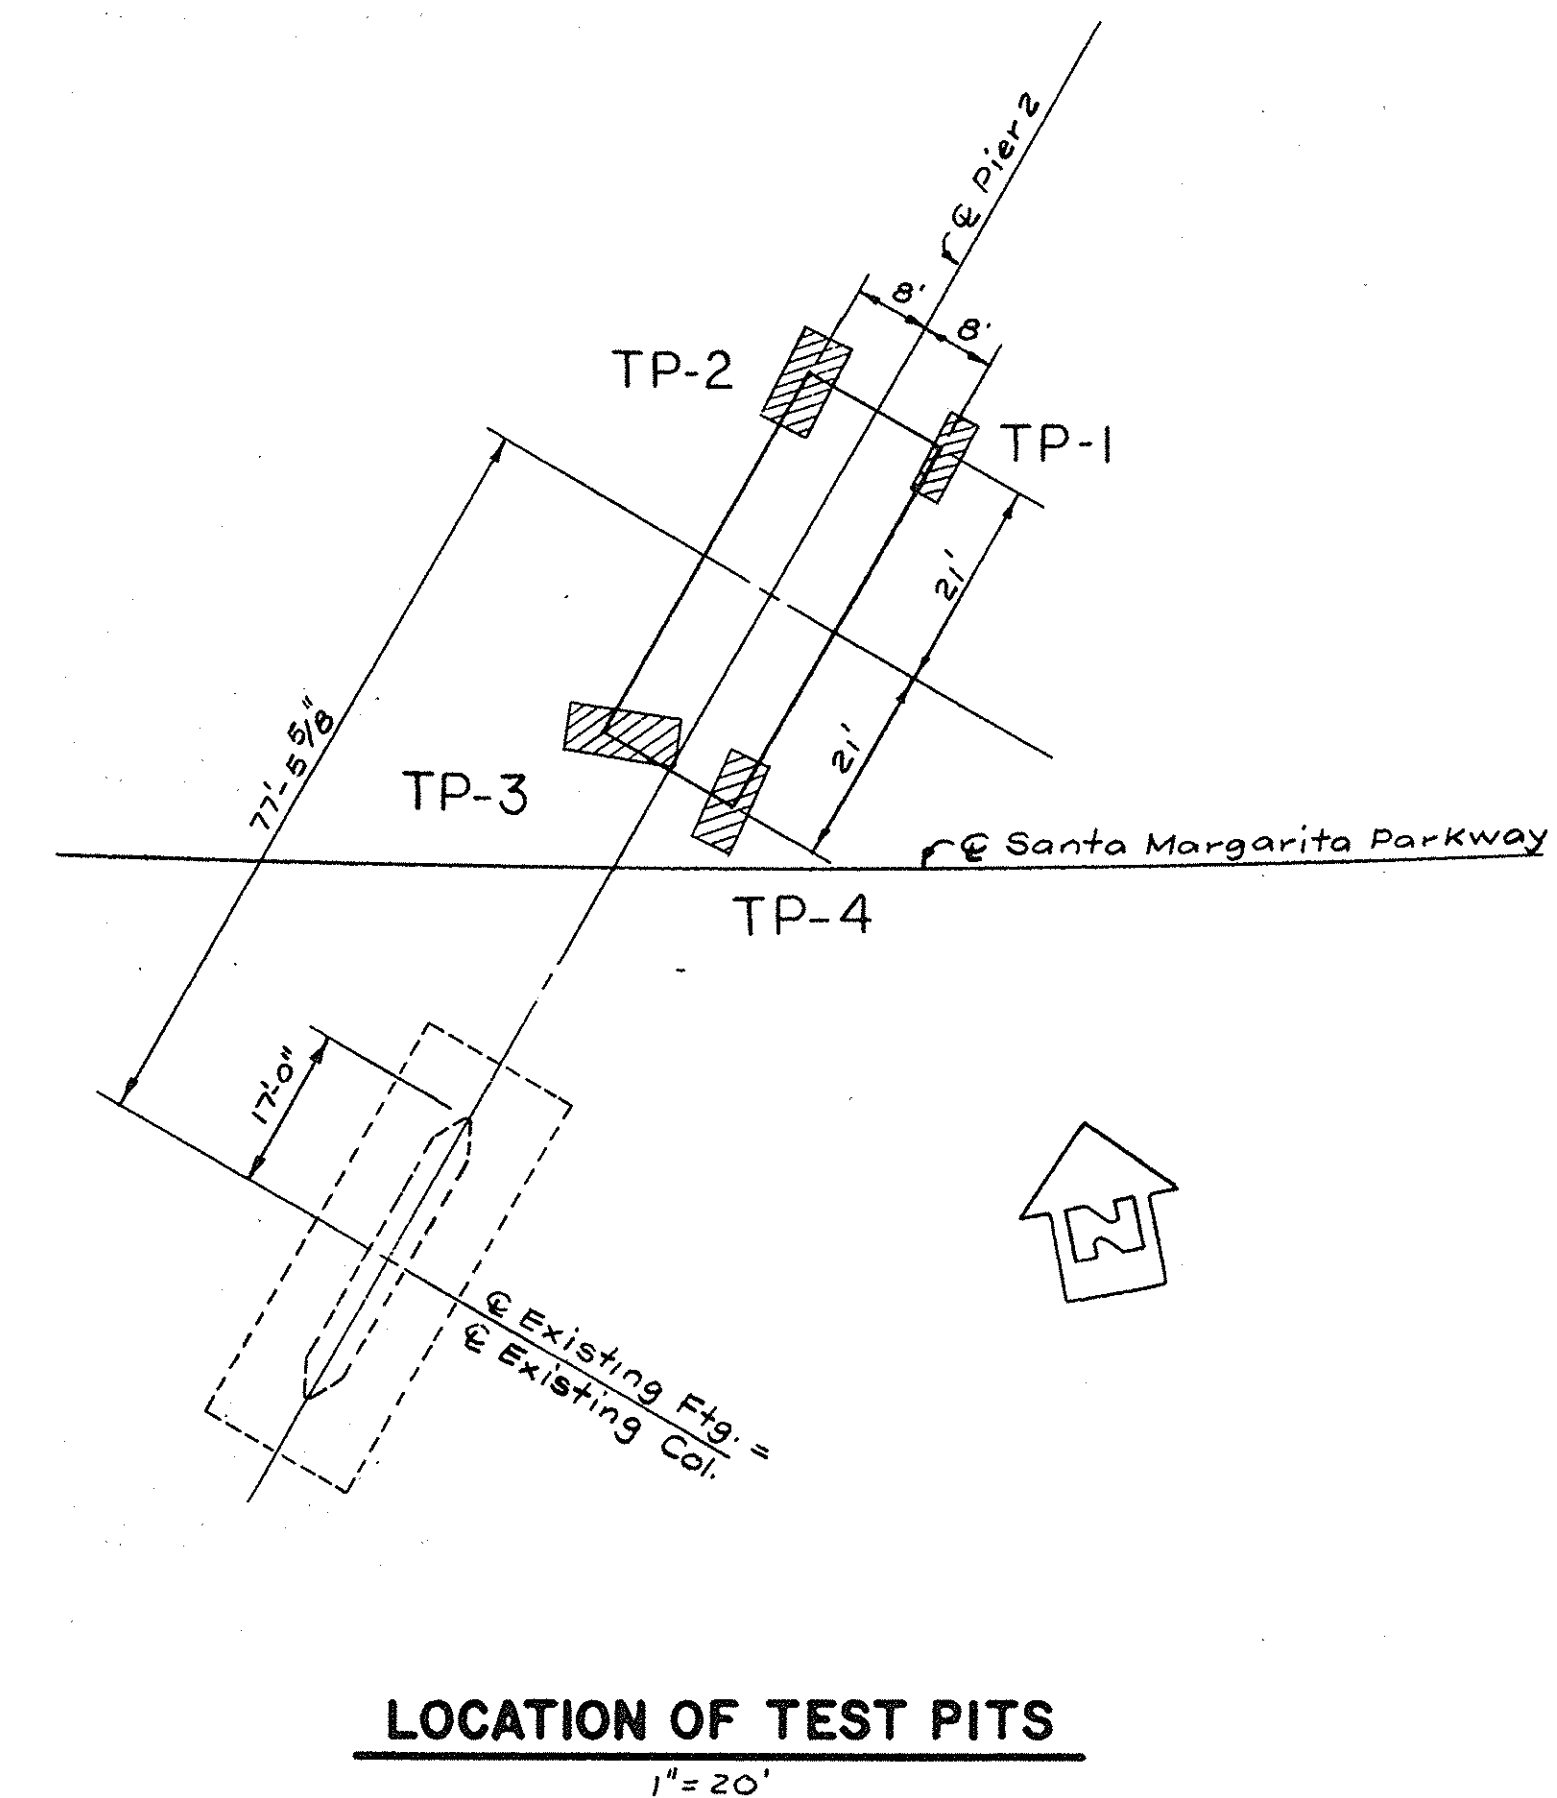 ℄ Pier 2
8'
8'
TP-2
TP-1
21'
21'
77'-5 5/8"
TP-3
℄ Santa Margarita Parkway
TP-4
17'-0"
N
℄ Existing Ftg. =
℄ Existing Col.
LOCATION OF TEST PITS
1"=20'